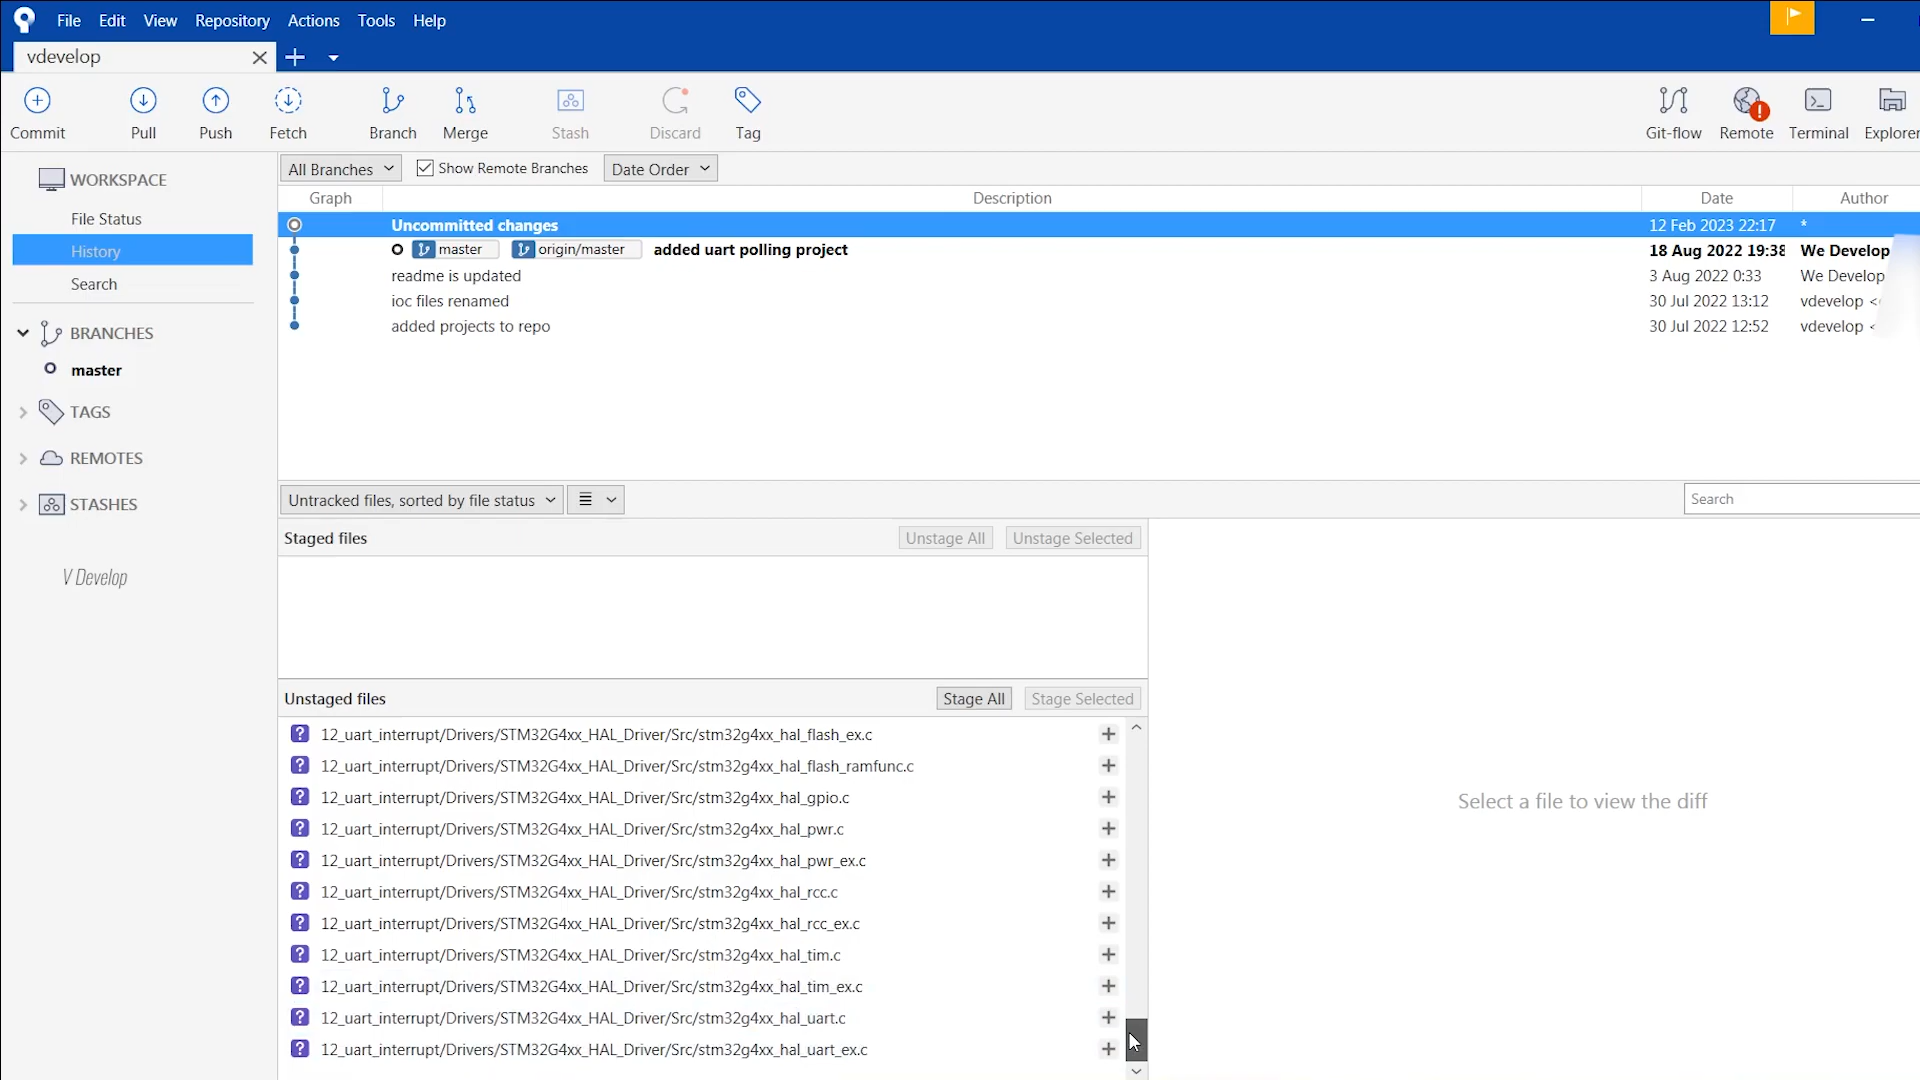 File Edit View Repository Actions Tools Help
vdevelop
Commit Pull Push Fetch Branch Merge Stash Discard Tag Git-flow Remote Terminal Explorer
WORKSPACE
File Status
History
Search
BRANCHES
master
TAGS
REMOTES
STASHES
V Develop
All Branches Show Remote Branches Date Order
Graph Description Date Author
Uncommitted changes 12 Feb 2023 22:17 *
master origin/master added uart polling project 18 Aug 2022 19:38 We Develop
readme is updated 3 Aug 2022 0:33 We Develop
ioc files renamed 30 Jul 2022 13:12 vdevelop <
added projects to repo 30 Jul 2022 12:52 vdevelop <
Untracked files, sorted by file status Search
Staged files Unstage All Unstage Selected
Unstaged files Stage All Stage Selected
12_uart_interrupt/Drivers/STM32G4xx_HAL_Driver/Src/stm32g4xx_hal_flash_ex.c
12_uart_interrupt/Drivers/STM32G4xx_HAL_Driver/Src/stm32g4xx_hal_flash_ramfunc.c
12_uart_interrupt/Drivers/STM32G4xx_HAL_Driver/Src/stm32g4xx_hal_gpio.c
12_uart_interrupt/Drivers/STM32G4xx_HAL_Driver/Src/stm32g4xx_hal_pwr.c
12_uart_interrupt/Drivers/STM32G4xx_HAL_Driver/Src/stm32g4xx_hal_pwr_ex.c
12_uart_interrupt/Drivers/STM32G4xx_HAL_Driver/Src/stm32g4xx_hal_rcc.c
12_uart_interrupt/Drivers/STM32G4xx_HAL_Driver/Src/stm32g4xx_hal_rcc_ex.c
12_uart_interrupt/Drivers/STM32G4xx_HAL_Driver/Src/stm32g4xx_hal_tim.c
12_uart_interrupt/Drivers/STM32G4xx_HAL_Driver/Src/stm32g4xx_hal_tim_ex.c
12_uart_interrupt/Drivers/STM32G4xx_HAL_Driver/Src/stm32g4xx_hal_uart.c
12_uart_interrupt/Drivers/STM32G4xx_HAL_Driver/Src/stm32g4xx_hal_uart_ex.c
Select a file to view the diff